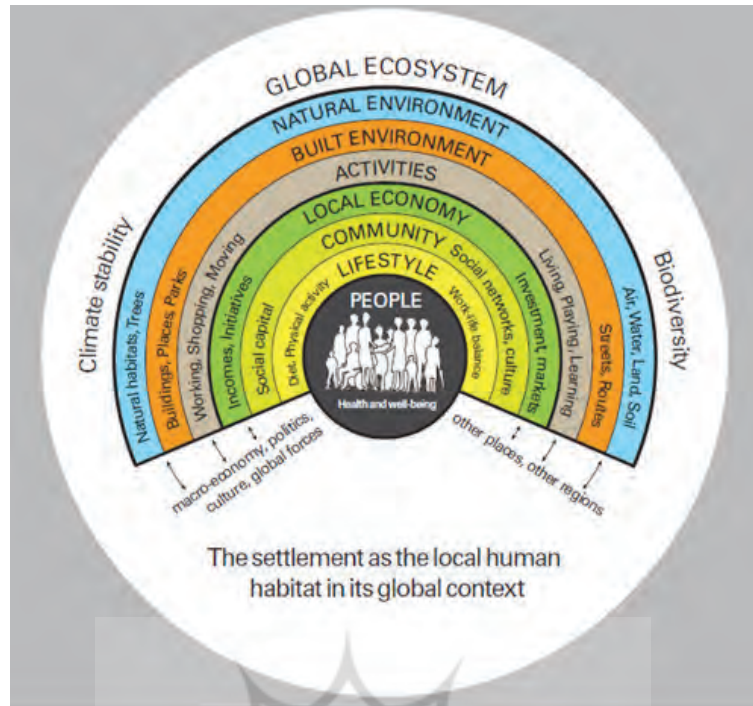 GLOBAL ECOSYSTEM
Climate stability
Biodiversity
NATURAL ENVIRONMENT
Natural habitats, Trees
Air, Water, Land, Soil
BUILT ENVIRONMENT
Buildings, Places, Parks
Streets, Routes
ACTIVITIES
Working, Shopping, Moving
Living, Playing, Learning
LOCAL ECONOMY
Incomes, Initiatives
Investment, markets
COMMUNITY
Social capital
Social networks, culture
LIFESTYLE
Diet, Physical activity
Work-life balance
PEOPLE
Health and well-being
macro-economy, politics,
culture, global forces
other places, other regions
The settlement as the local human
habitat in its global context